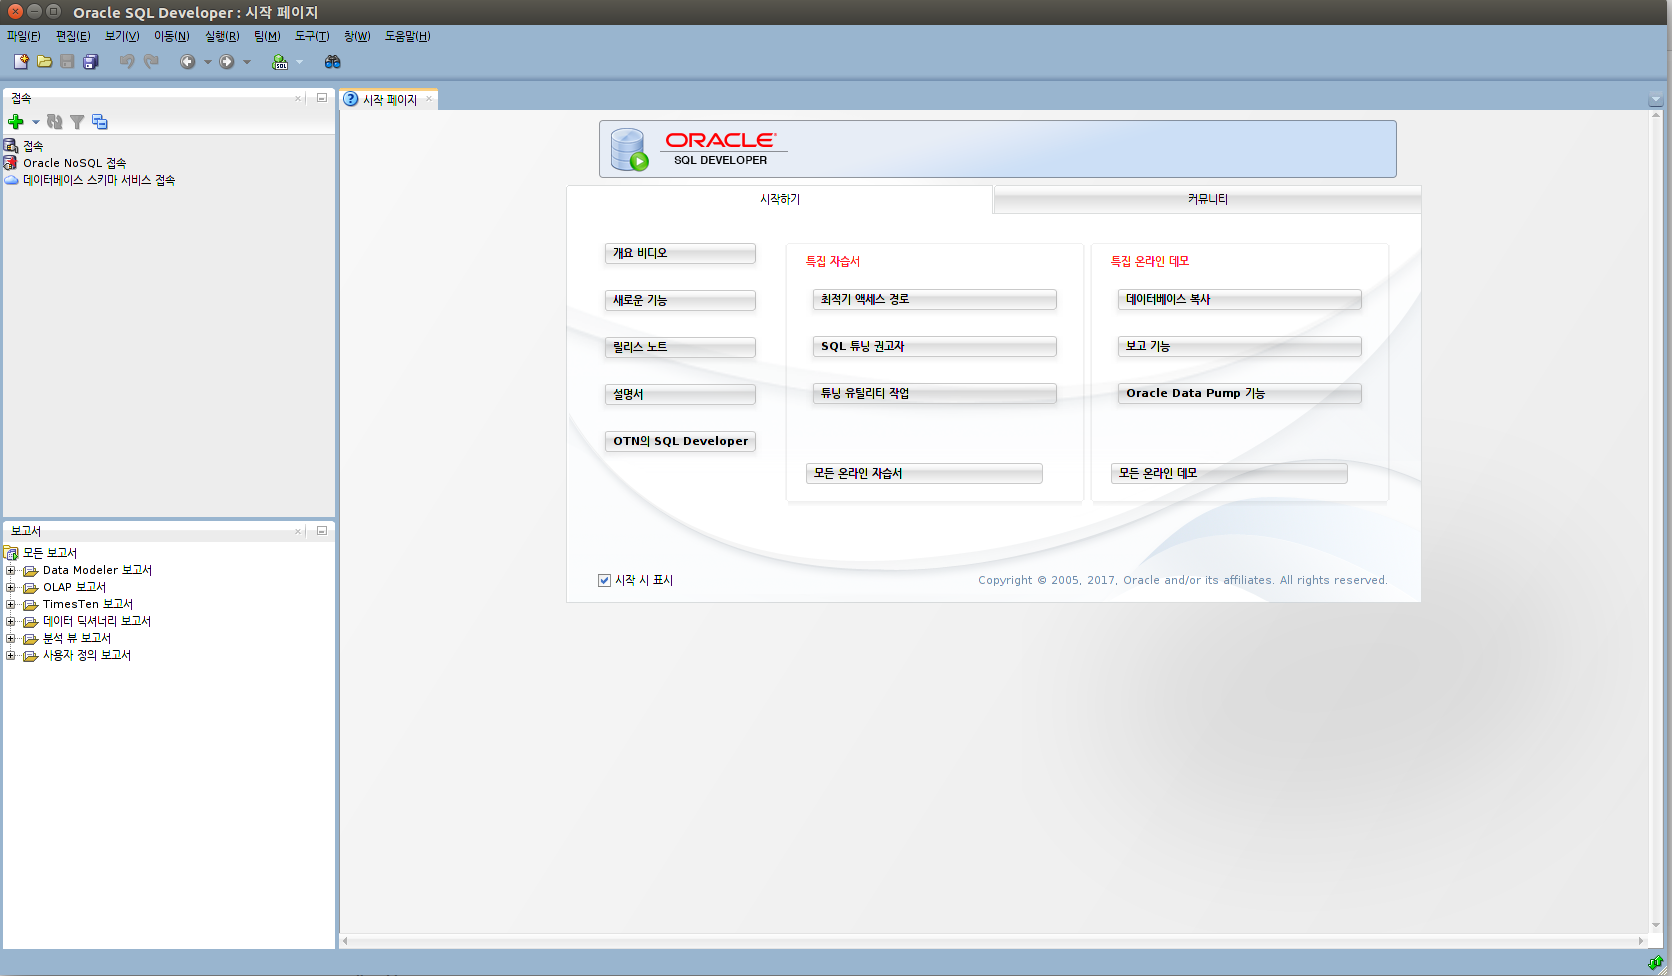 Oracle SQL Developer : 시작 페이지
파일(F) 편집(E) 보기(V) 이동(N) 실행(R) 팀(M) 도구(T) 창(W) 도움말(H)
SQL
접속
접속
Oracle NoSQL 접속
데이터베이스 스키마 서비스 접속
보고서
모든 보고서
Data Modeler 보고서
OLAP 보고서
TimesTen 보고서
데이터 딕셔너리 보고서
분석 뷰 보고서
사용자 정의 보고서
시작 페이지
ORACLE
SQL DEVELOPER
시작하기
커뮤니티
개요 비디오
새로운 기능
릴리스 노트
설명서
OTN의 SQL Developer
특집 자습서
최적기 액세스 경로
SQL 튜닝 권고자
튜닝 유틸리티 작업
모든 온라인 자습서
특집 온라인 데모
데이터베이스 복사
보고 기능
Oracle Data Pump 기능
모든 온라인 데모
시작 시 표시
Copyright © 2005, 2017, Oracle and/or its affiliates. All rights reserved.